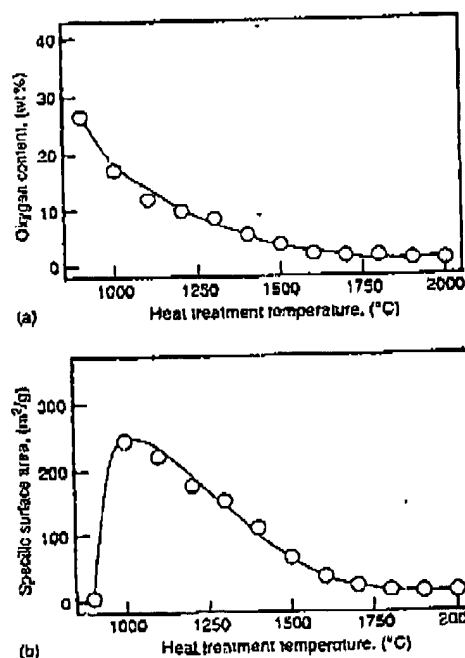 40
30
20
10
0
Oxygen content, (wt%)
1000 1250 1500 1750 2000
(a) Heat treatment temperature, (°C)
300
200
100
0
Specific surface area, (m²/g)
1000 1250 1500 1750 2000
(b) Heat treatment temperature, (°C)